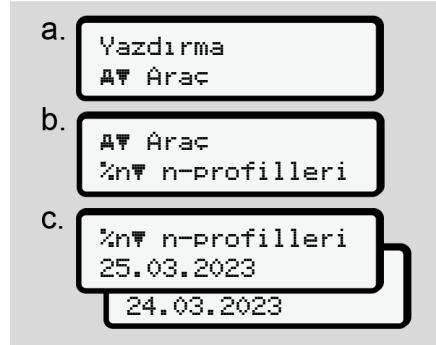 a.
Yazdırma
A▼ Araç
b.
A▼ Araç
%n▼ n-profilleri
c.
%n▼ n-profilleri
25.03.2023
24.03.2023